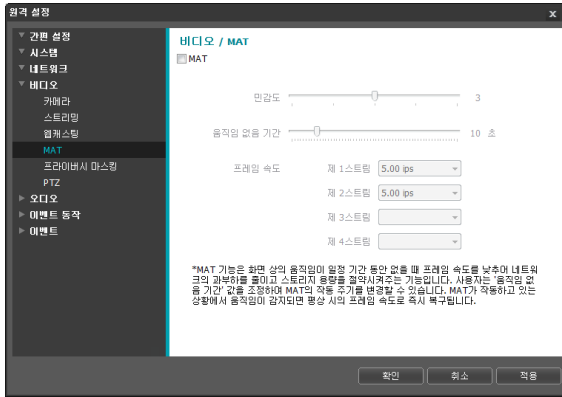 원격 설정
x
간편 설정
시스템
네트워크
비디오
카메라
스트리밍
웹캐스팅
MAT
프라이버시 마스킹
PTZ
오디오
이벤트 동작
이벤트
비디오 / MAT
MAT
민감도 3
움직임 없음 기간 10 초
프레임 속도 제 1스트림 5.00 ips
제 2스트림 5.00 ips
제 3스트림
제 4스트림
*MAT 기능은 화면 상의 움직임이 일정 기간 동안 없을 때 프레임 속도를 낮추어 네트워
크의 과부하를 줄이고 스토리지 용량을 절약시켜주는 기능입니다. 사용자는 '움직임 없
음 기간' 값을 조정하여 MAT의 작동 주기를 변경할 수 있습니다. MAT가 작동하고 있는
상황에서 움직임이 감지되면 평상 시의 프레임 속도로 즉시 복구됩니다.
확인 취소 적용